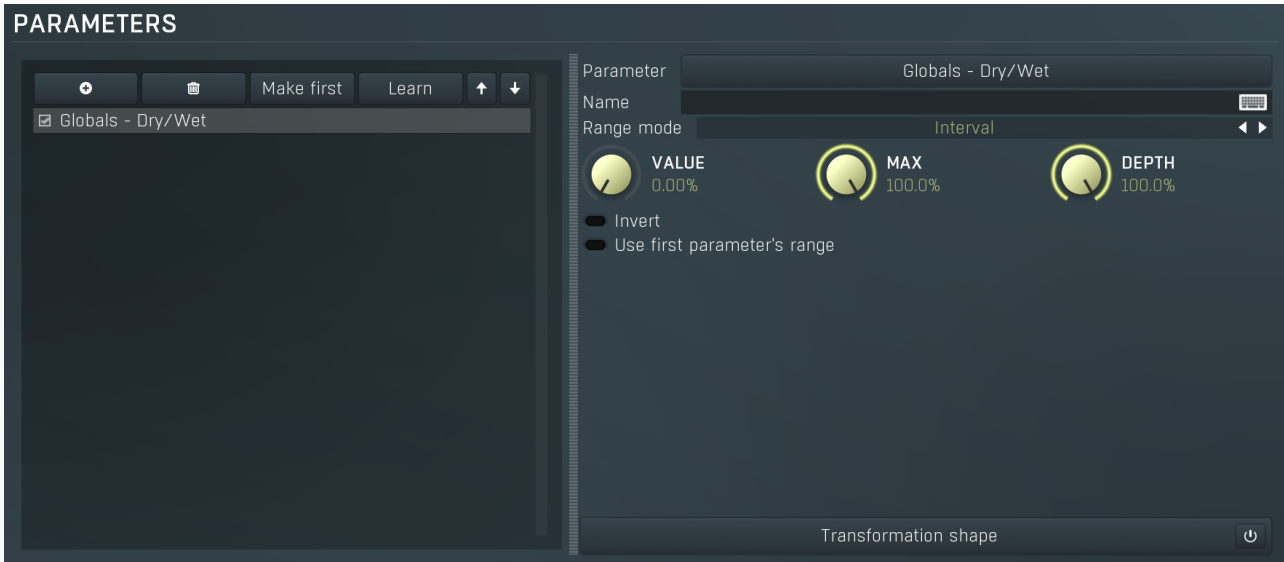 PARAMETERS
Make first
Learn
Globals - Dry/Wet
Parameter
Globals - Dry/Wet
Name
Range mode
Interval
VALUE
0.00%
MAX
100.0%
DEPTH
100.0%
Invert
Use first parameter's range
Transformation shape